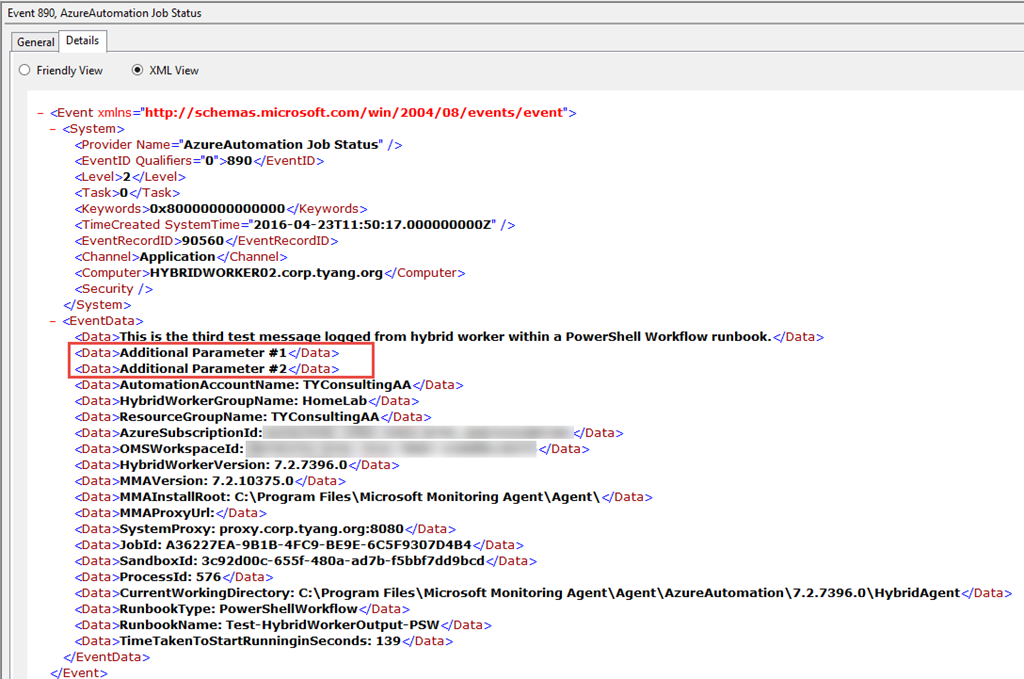 Event 890, AzureAutomation Job Status
General Details
Friendly View XML View
- <Event xmlns="http://schemas.microsoft.com/win/2004/08/events/event">
- <System>
<Provider Name="AzureAutomation Job Status" />
<EventID Qualifiers="0">890</EventID>
<Level>2</Level>
<Task>0</Task>
<Keywords>0x80000000000000</Keywords>
<TimeCreated SystemTime="2016-04-23T11:50:17.000000000Z" />
<EventRecordID>90560</EventRecordID>
<Channel>Application</Channel>
<Computer>HYBRIDWORKER02.corp.tyang.org</Computer>
<Security />
</System>
- <EventData>
<Data>This is the third test message logged from hybrid worker within a PowerShell Workflow runbook.</Data>
<Data>Additional Parameter #1</Data>
<Data>Additional Parameter #2</Data>
<Data>AutomationAccountName: TYConsultingAA</Data>
<Data>HybridWorkerGroupName: HomeLab</Data>
<Data>ResourceGroupName: TYConsultingAA</Data>
<Data>AzureSubscriptionId: </Data>
<Data>OMSWorkspaceId: </Data>
<Data>HybridWorkerVersion: 7.2.7396.0</Data>
<Data>MMAVersion: 7.2.10375.0</Data>
<Data>MMAInstallRoot: C:\Program Files\Microsoft Monitoring Agent\Agent\</Data>
<Data>MMAProxyUrl:</Data>
<Data>SystemProxy: proxy.corp.tyang.org:8080</Data>
<Data>JobId: A36227EA-9B1B-4FC9-BE9E-6C5F9307D4B4</Data>
<Data>SandboxId: 3c92d00c-655f-480a-ad7b-f5bbf7dd9bcd</Data>
<Data>ProcessId: 576</Data>
<Data>CurrentWorkingDirectory: C:\Program Files\Microsoft Monitoring Agent\Agent\AzureAutomation\7.2.7396.0\HybridAgent</Data>
<Data>RunbookType: PowerShellWorkflow</Data>
<Data>RunbookName: Test-HybridWorkerOutput-PSW</Data>
<Data>TimeTakenToStartRunninginSeconds: 139</Data>
</EventData>
</Event>